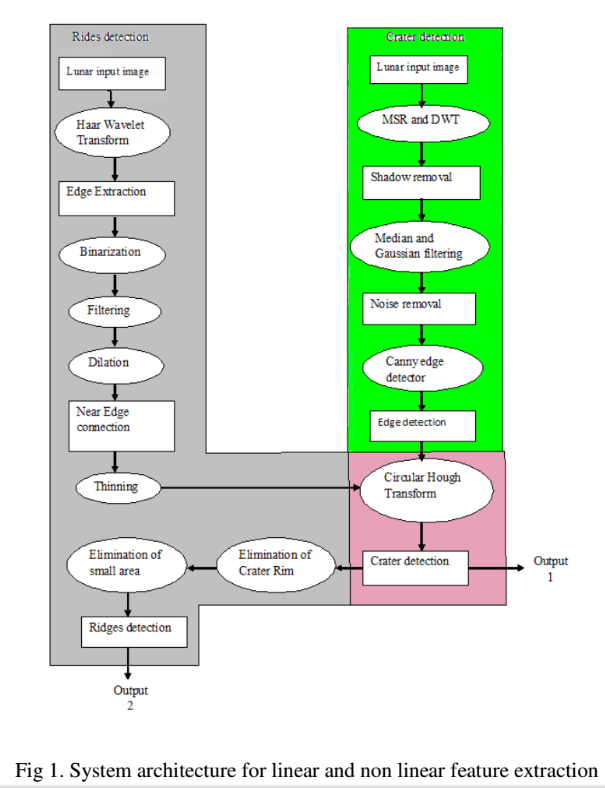 Rides detection
Lunar input image
Haar Wavelet
Transform
Edge Extraction
Binarization
Filtering
Dilation
Near Edge
connection
Thinning
Crater detection
Lunar input image
MSR and DWT
Shadow removal
Median and
Gaussian filtering
Noise removal
Canny edge
detector
Edge detection
Circular Hough
Transform
Crater detection
Output
1
Elimination of
Crater Rim
Elimination of
small area
Ridges detection
Output
2
Fig 1. System architecture for linear and non linear feature extraction